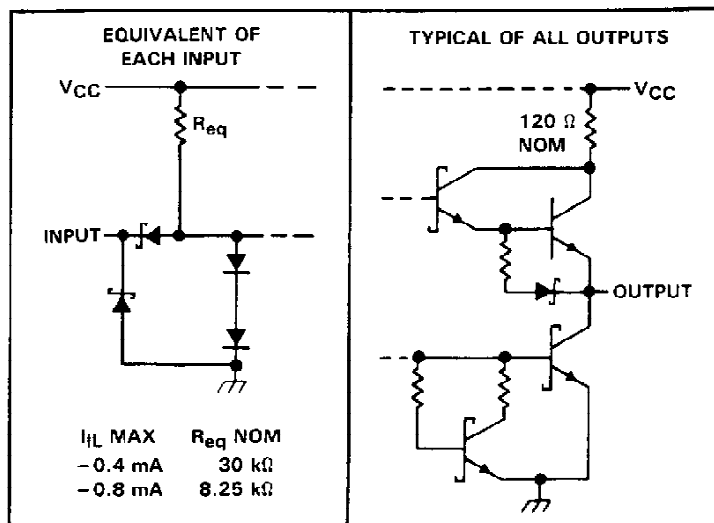 EQUIVALENT OF
EACH INPUT
VCC
Req
INPUT
IIL MAX Req NOM
−0.4 mA 30 kΩ
−0.8 mA 8.25 kΩ
TYPICAL OF ALL OUTPUTS
VCC
120 Ω
NOM
OUTPUT